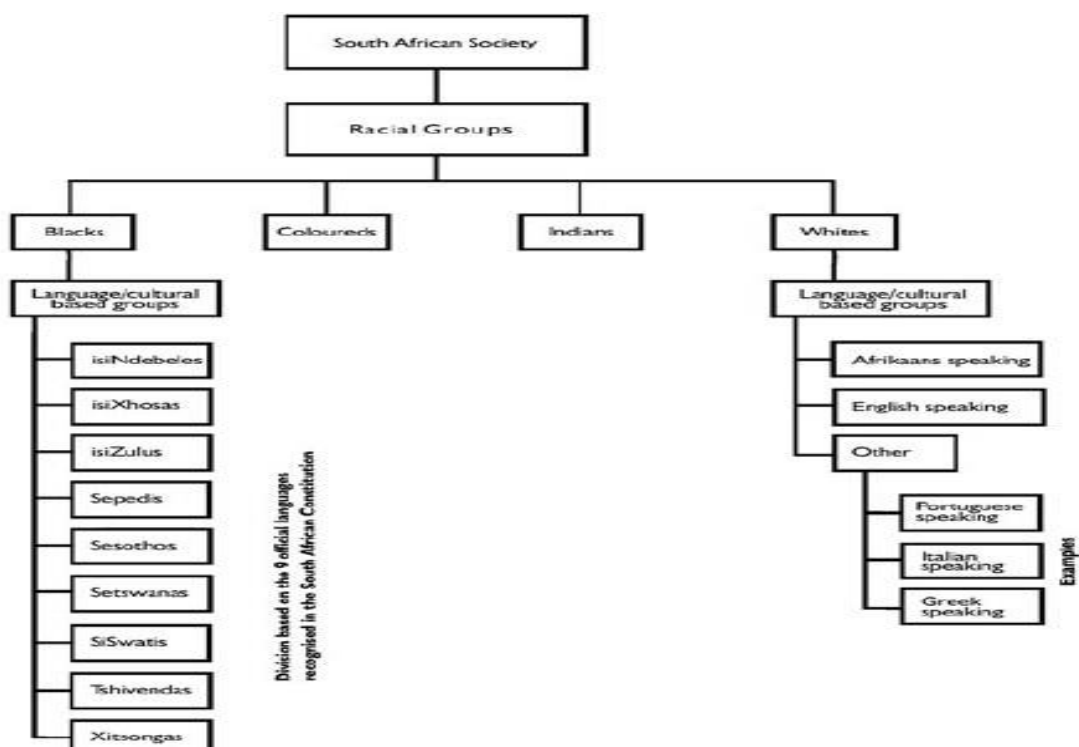 South African Society
Racial Groups
Blacks
Coloureds
Indians
Whites
Language/cultural
based groups
isiNdebeles
isiXhosas
isiZulus
Sepedis
Sesothos
Setswanas
SiSwatis
Tshivendas
Xitsongas
Division based on the 9 official languages
recognised in the South African Constitution
Language/cultural
based groups
Afrikaans speaking
English speaking
Other
Portuguese
speaking
Italian
speaking
Greek
speaking
Examples